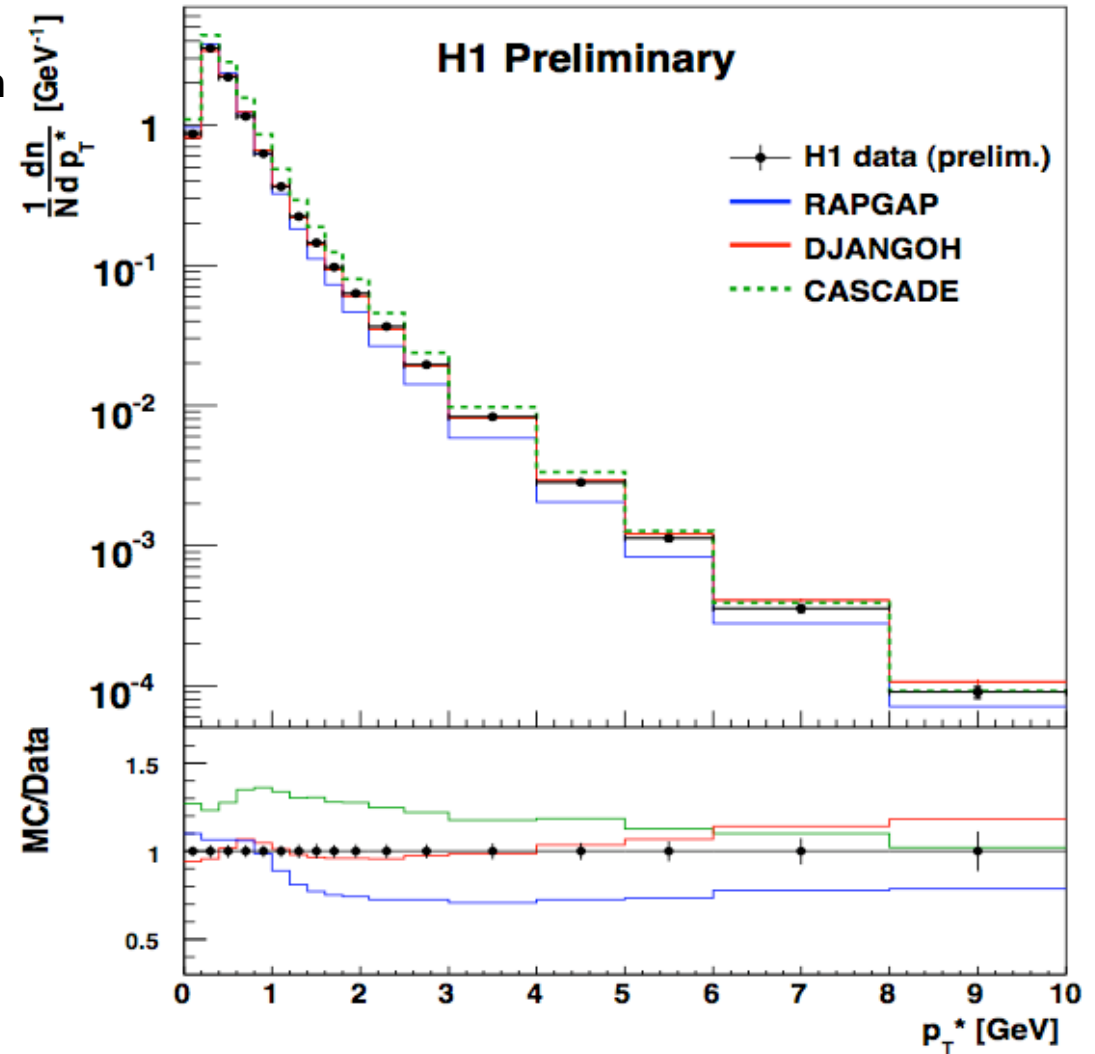 n
H1 Preliminary
1/N dn/dp_T* [GeV⁻¹]
H1 data (prelim.)
RAPGAP
DJANGOH
CASCADE
1
10⁻¹
10⁻²
10⁻³
10⁻⁴
MC/Data
1.5
1
0.5
0 1 2 3 4 5 6 7 8 9 10
p_T* [GeV]